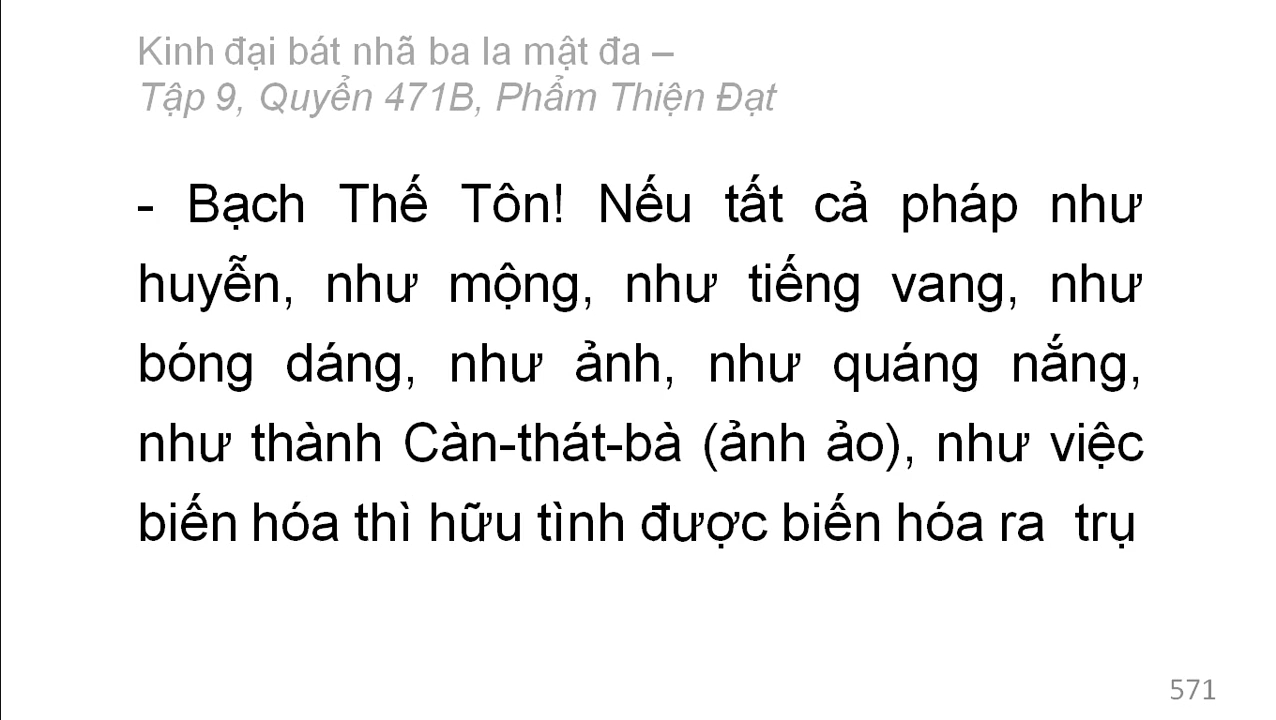 Kinh đại bát nhã ba la mật đa –
Tập 9, Quyển 471B, Phẩm Thiện Đạt
- Bạch Thế Tôn! Nếu tất cả pháp như
huyễn, như mộng, như tiếng vang, như
bóng dáng, như ảnh, như quáng nắng,
như thành Càn-thát-bà (ảnh ảo), như việc
biến hóa thì hữu tình được biến hóa ra trụ
571